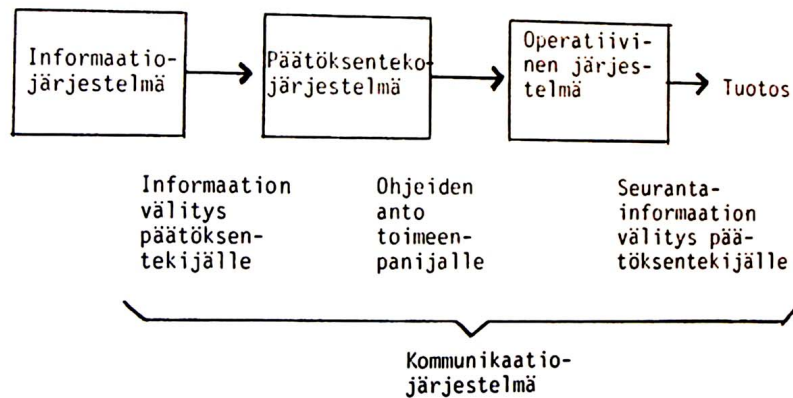 Informaatio-
järjestelmä
Päätöksenteko-
järjestelmä
Operatiivi-
nen järjes-
telmä
Tuotos
Informaation
välitys
päätöksen-
tekijälle
Ohjeiden
anto
toimeen-
panijalle
Seuranta-
informaation
välitys pää-
töksentekijälle
Kommunikaatio-
järjestelmä